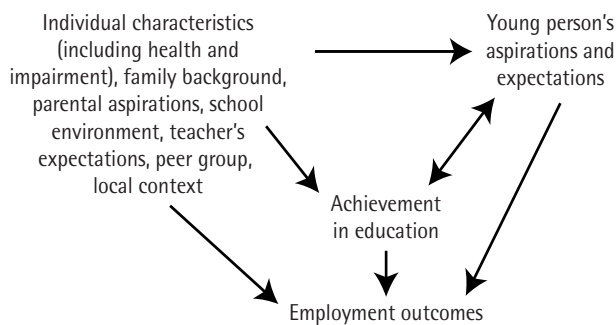 Individual characteristics
(including health and
impairment), family background,
parental aspirations, school
environment, teacher's
expectations, peer group,
local context
Young person's
aspirations and
expectations
Achievement
in education
Employment outcomes